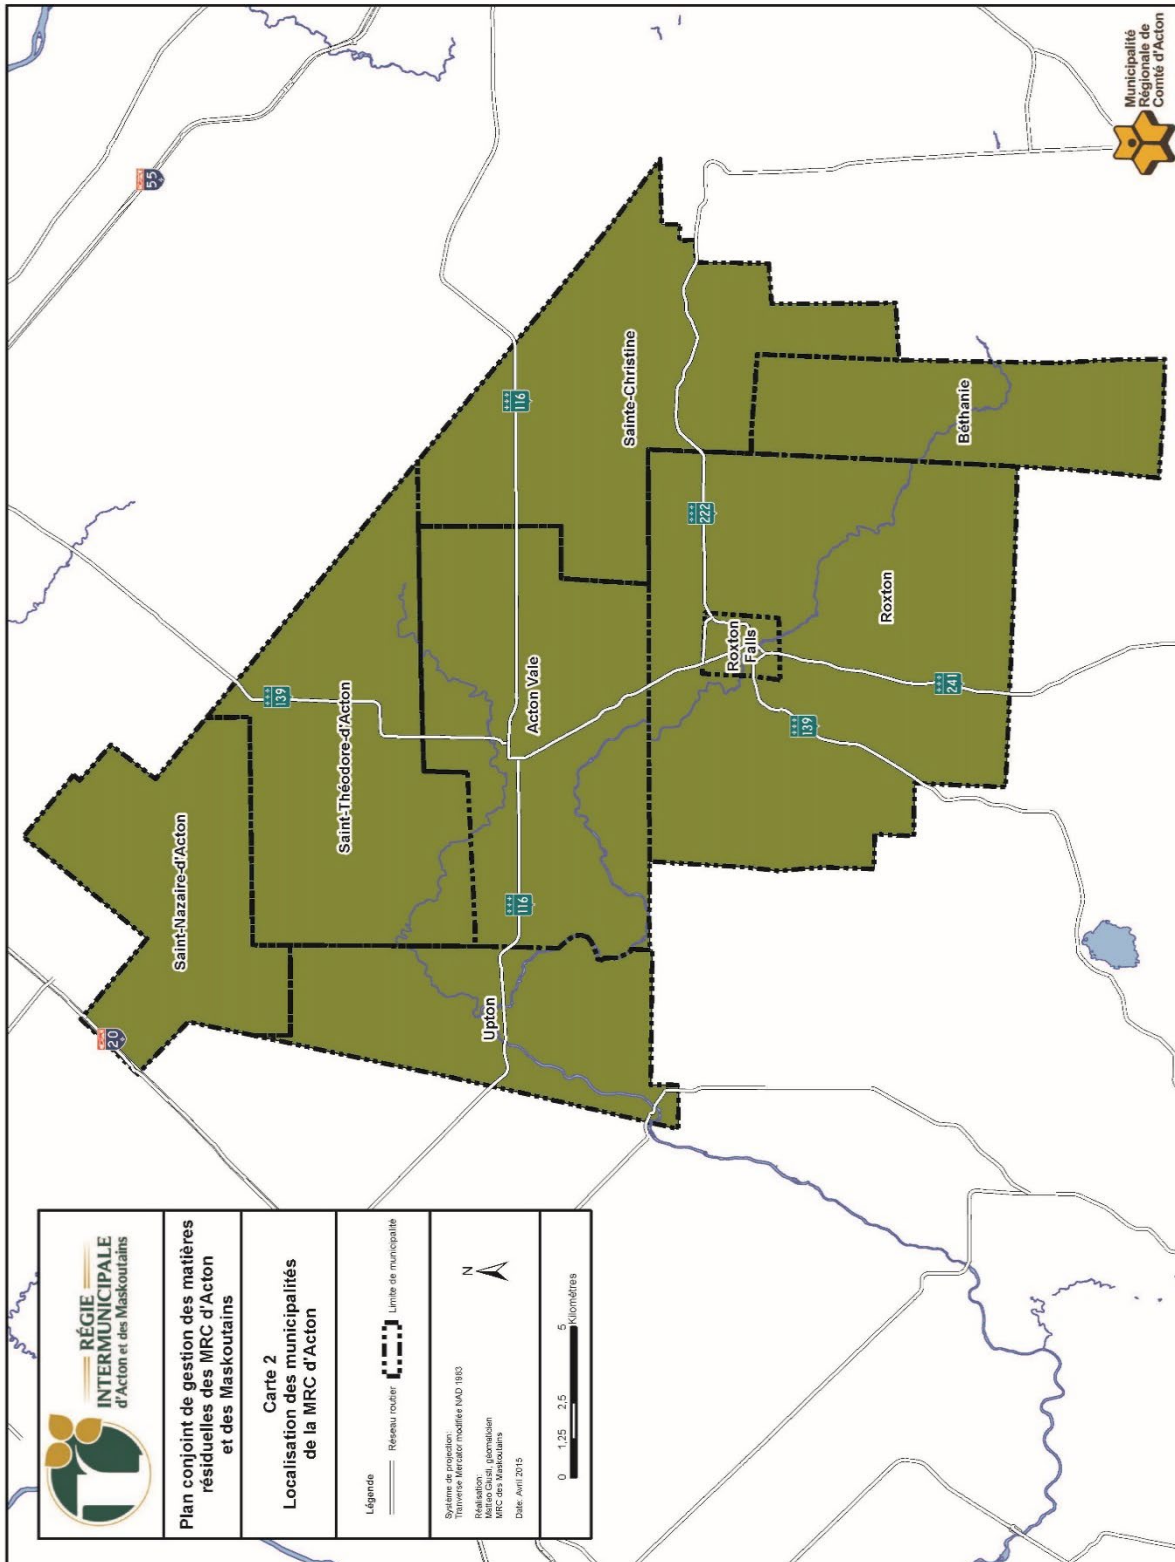 RÉGIE
INTERMUNICIPALE
d'Acton et des Maskoutains
Plan conjoint de gestion des matières
résiduelles des MRC d'Acton
et des Maskoutains
Carte 2
Localisation des municipalités
de la MRC d'Acton
Légende
Réseau routier
Limite de municipalité
Système de projection:
Tranverse Mercator modifiée NAD 1983
Réalisation:
Matteo Giusti, géomaticien
MRC des Maskoutains
Date: Avril 2015
N
0 1,25 2,5 5
Kilomètres
20
55
Saint-Nazaire-d'Acton
139
Saint-Théodore-d'Acton
Upton
116
Acton Vale
116
Sainte-Christine
222
Roxton
Falls
139
241
Roxton
Béthanie
Municipalité
Régionale de
Comté d'Acton